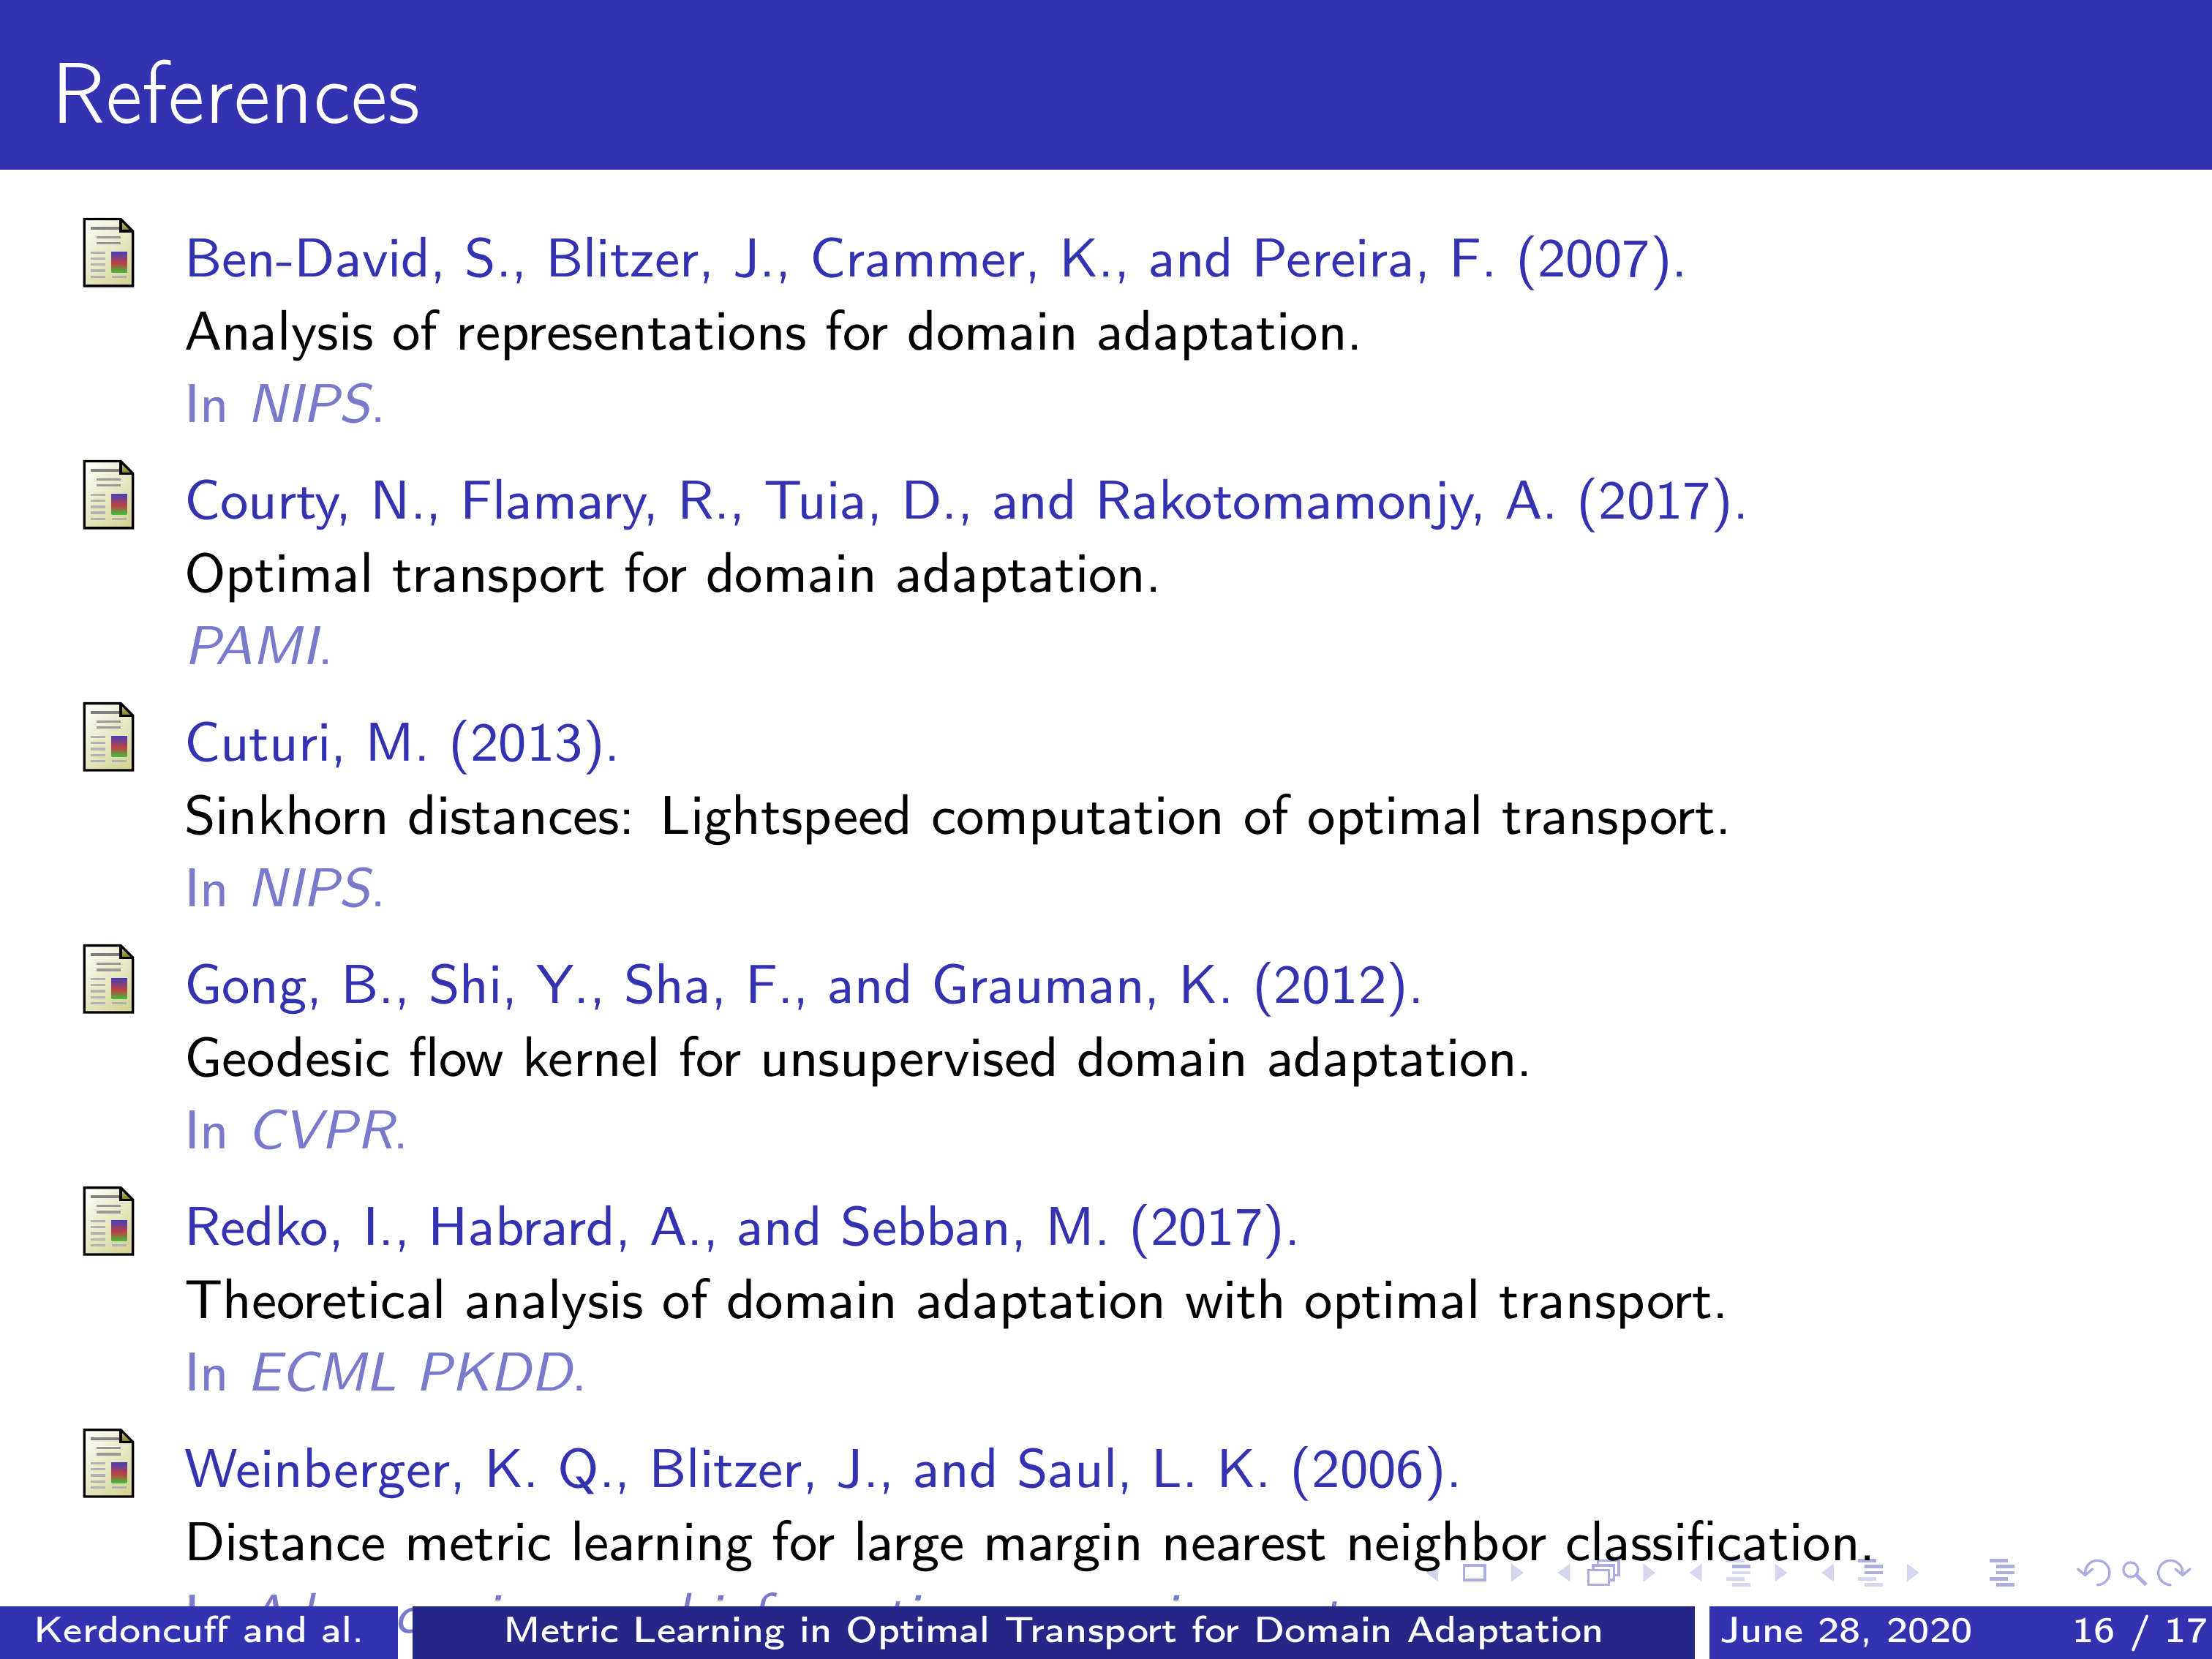 References
Ben-David, S., Blitzer, J., Crammer, K., and Pereira, F. (2007).
Analysis of representations for domain adaptation.
In NIPS.
Courty, N., Flamary, R., Tuia, D., and Rakotomamonjy, A. (2017).
Optimal transport for domain adaptation.
PAMI.
Cuturi, M. (2013).
Sinkhorn distances: Lightspeed computation of optimal transport.
In NIPS.
Gong, B., Shi, Y., Sha, F., and Grauman, K. (2012).
Geodesic flow kernel for unsupervised domain adaptation.
In CVPR.
Redko, I., Habrard, A., and Sebban, M. (2017).
Theoretical analysis of domain adaptation with optimal transport.
In ECML PKDD.
Weinberger, K. Q., Blitzer, J., and Saul, L. K. (2006).
Distance metric learning for large margin nearest neighbor classification.
Kerdoncuff and al. Metric Learning in Optimal Transport for Domain Adaptation June 28, 2020 16 / 17